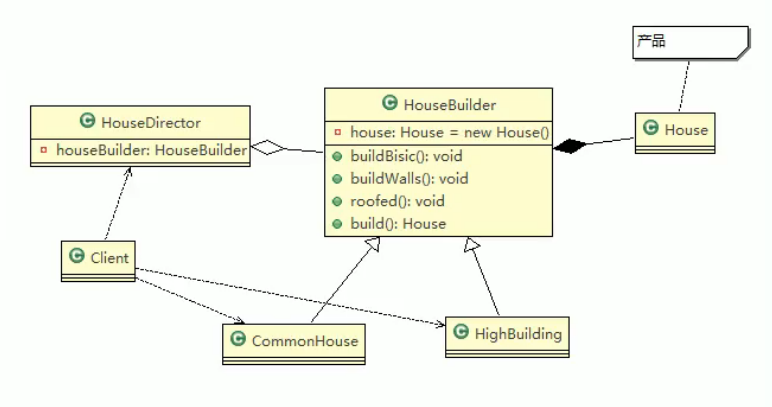 产品
HouseBuilder
house: House = new House()
buildBisic(): void
buildWalls(): void
roofed(): void
build(): House
HouseDirector
houseBuilder: HouseBuilder
House
Client
CommonHouse
HighBuilding